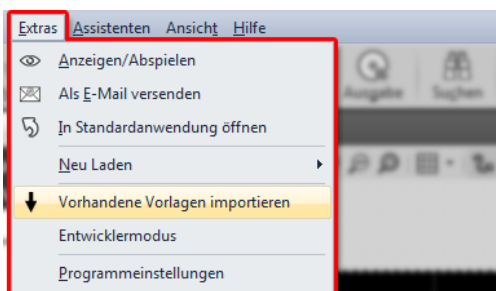 Extras Assistenten Ansicht Hilfe
Anzeigen/Abspielen
Als E-Mail versenden
In Standardanwendung öffnen
Neu Laden
Vorhandene Vorlagen importieren
Entwicklermodus
Programmeinstellungen
Ausgabe Suchen